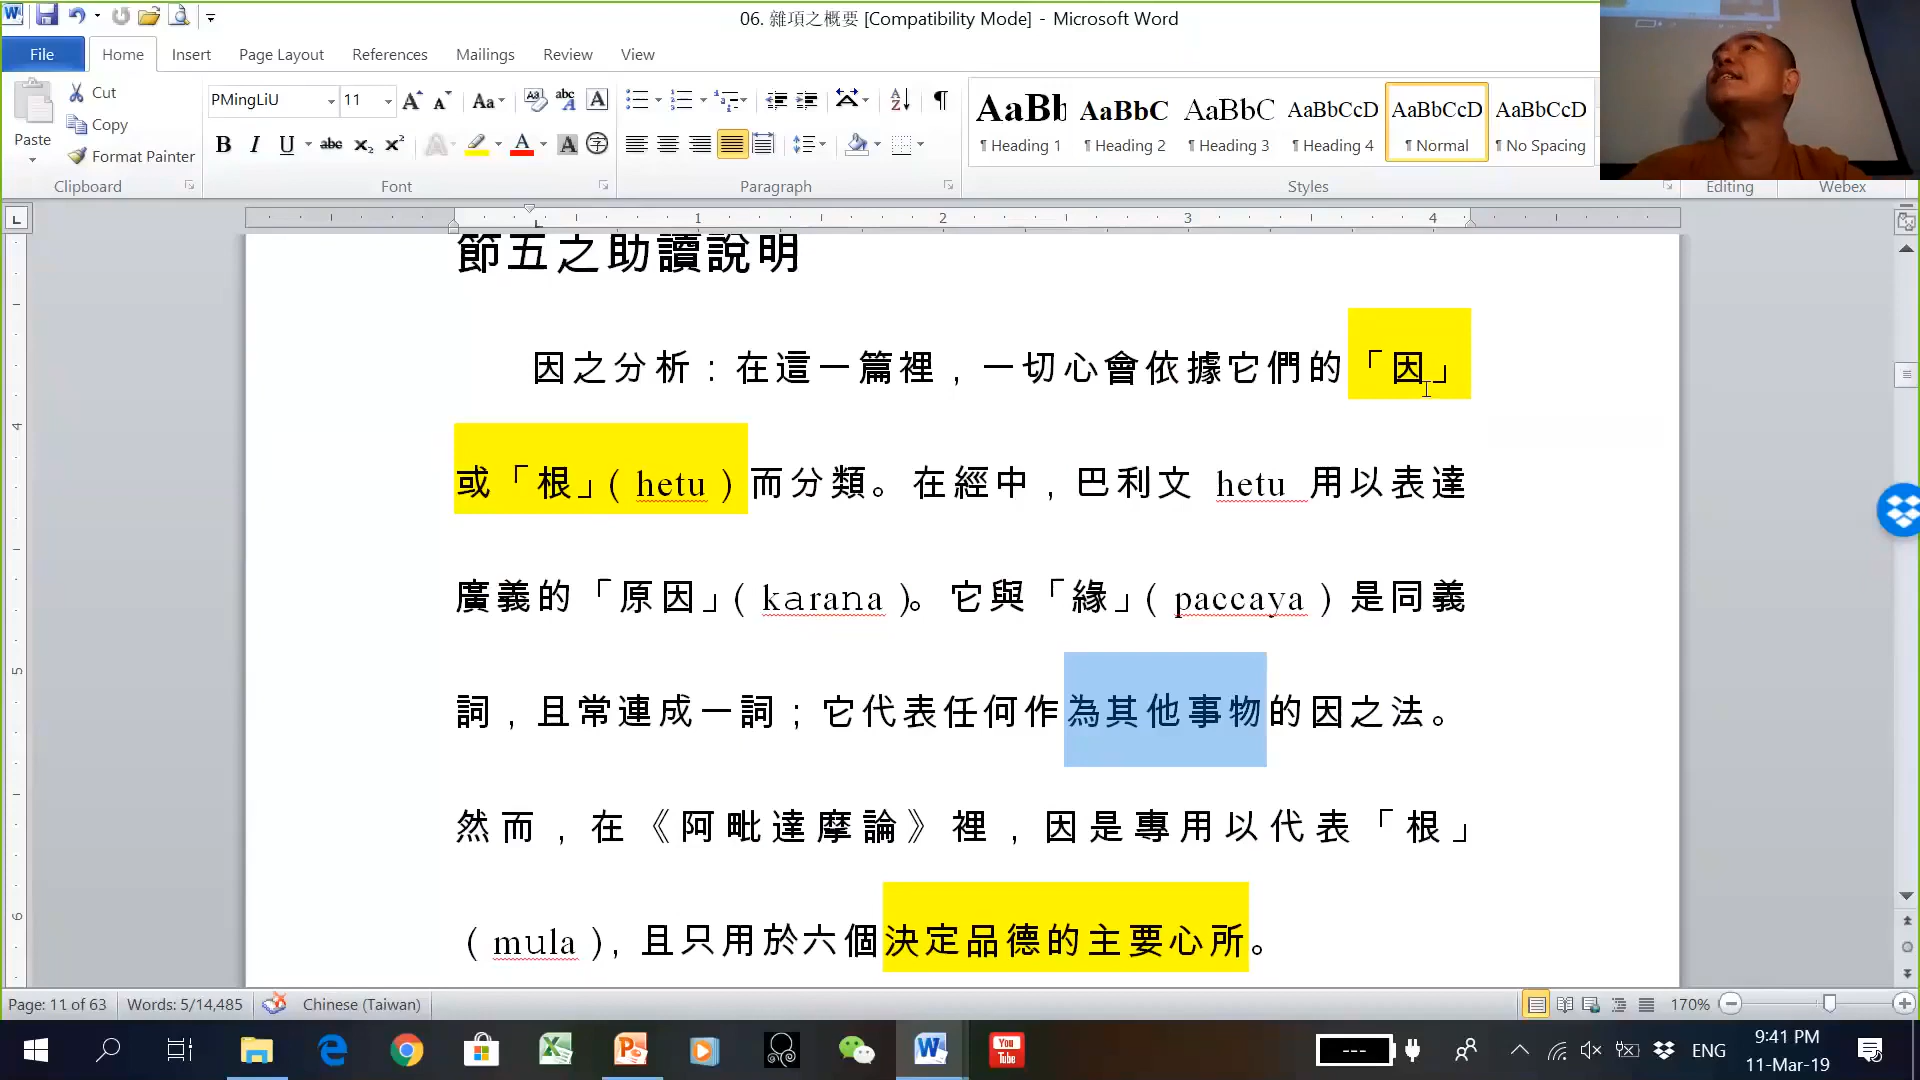 06. 雜項之概要 [Compatibility Mode] - Microsoft Word
File Home Insert Page Layout References Mailings Review View
Paste
Cut
Copy
Format Painter
Clipboard
PMingLiU 11
Font
Paragraph
AaBb AaBbC AaBbC AaBbCcD AaBbCcD AaBbCcD
¶ Heading 1 ¶ Heading 2 ¶ Heading 3 ¶ Heading 4 ¶ Normal ¶ No Spacing
Styles
Editing
Webex
節五之助讀說明
因之分析：在這一篇裡，一切心會依據它們的「因」
或「根」( hetu ) 而分類。在經中，巴利文 hetu 用以表達
廣義的「原因」( karana )。它與「緣」( paccaya ) 是同義
詞，且常連成一詞；它代表任何作為其他事物的因之法。
然而，在《阿毗達摩論》裡，因是專用以代表「根」
( mula )，且只用於六個決定品德的主要心所。
Page: 11 of 63 Words: 5/14,485 Chinese (Taiwan) 170%
ENG
9:41 PM
11-Mar-19
You
Tube